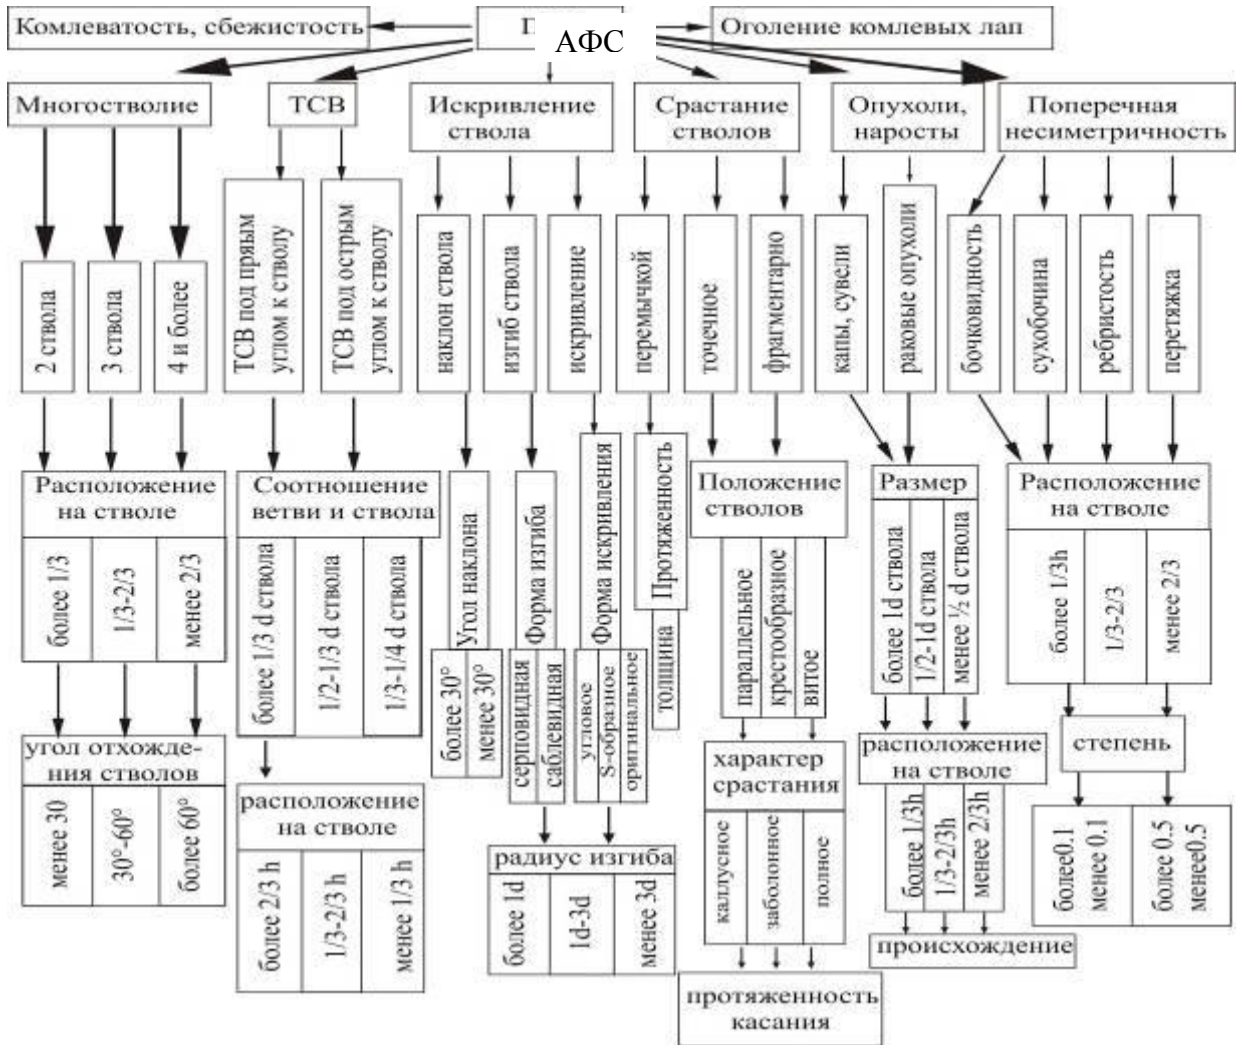 Комлеватость, сбежистость
П
АФС
Оголение комлевых лап
Многостволие
ТСВ
Искривление
ствола
Срастание
стволов
Опухоли,
наросты
Поперечная
несиметричность
2 ствола
3 ствола
4 и более
ТСВ под пряым
углом к стволу
ТСВ под острым
углом к стволу
наклон ствола
изгиб ствола
искривление
перемычкой
точечное
фрагментарно
капы, сувели
раковые опухоли
бочковидность
сухобочина
ребристость
перетяжка
Расположение
на стволе
более 1/3
1/3-2/3
менее 2/3
угол отхожде-
ния стволов
менее 30
30°-60°
более 60°
Соотношение
ветви и ствола
более 1/3 d ствола
1/2-1/3 d ствола
1/3-1/4 d ствола
расположение
на стволе
более 2/3 h
1/3-2/3 h
менее 1/3 h
Угол наклона
более 30°
менее 30°
Форма изгиба
серповидная
саблевидная
Форма искривления
угловое
S-образное
оригинальное
радиус изгиба
более 1d
1d-3d
менее 3d
Протяженность
толщина
Положение
стволов
параллельное
крестообразное
витое
характер
срастания
каллусное
заболонное
полное
протяженность
касания
Размер
более 1d ствола
1/2-1d ствола
менее ½ d ствола
расположение
на стволе
более 1/3h
1/3-2/3h
менее 2/3h
происхождение
Расположение
на стволе
более 1/3h
1/3-2/3
менее 2/3
степень
более0.1
менее 0.1
более 0.5
менее0.5